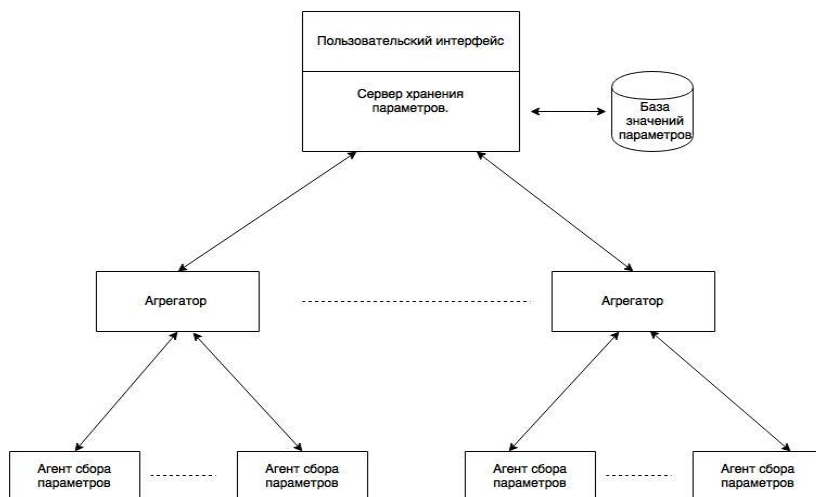 Пользовательский интерфейс
Сервер хранения
параметров.
База
значений
параметров
Агрегатор
Агрегатор
Агент сбора
параметров
Агент сбора
параметров
Агент сбора
параметров
Агент сбора
параметров